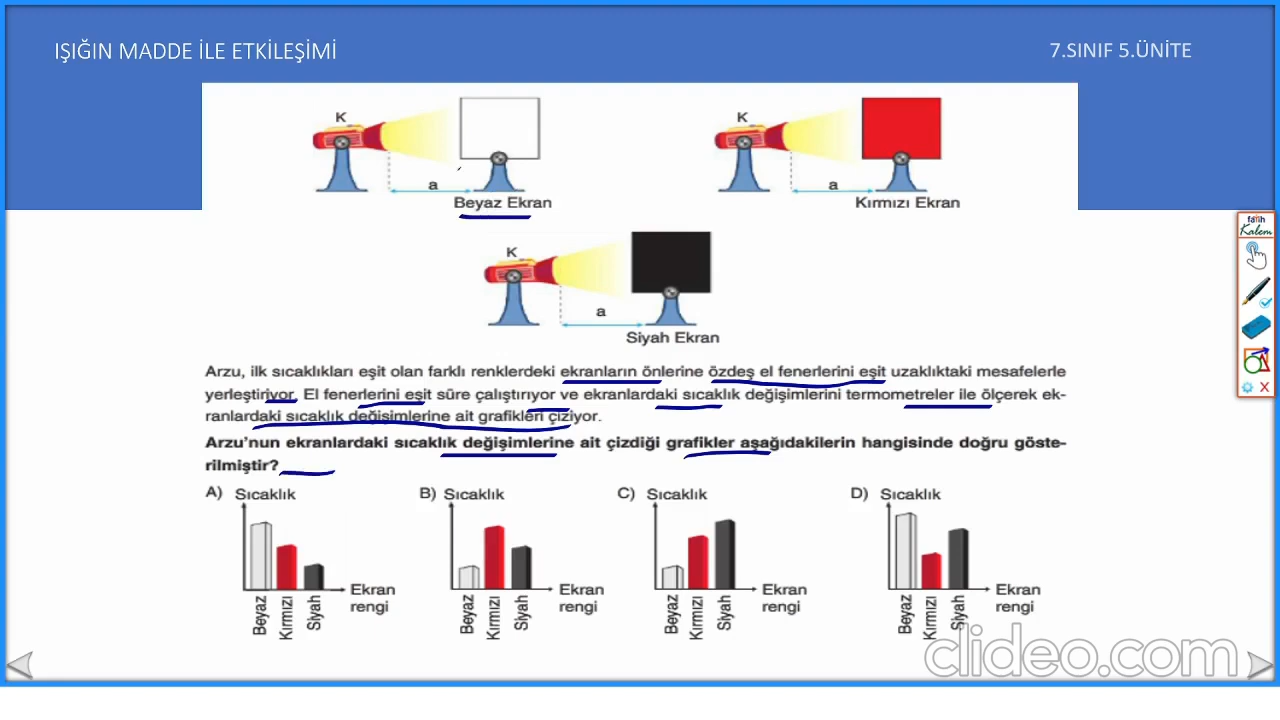 IŞIĞIN MADDE İLE ETKİLEŞİMİ
7.SINIF 5.ÜNİTE
K
a
Beyaz Ekran
K
a
Kırmızı Ekran
K
a
Siyah Ekran
fatih
Kalem
Arzu, ilk sıcaklıkları eşit olan farklı renklerdeki ekranların önlerine özdeş el fenerlerini eşit uzaklıktaki mesafelerle
yerleştiriyor. El fenerlerini eşit süre çalıştırıyor ve ekranlardaki sıcaklık değişimlerini termometreler ile ölçerek ek-
ranlardaki sıcaklık değişimlerine ait grafikleri çiziyor.
Arzu'nun ekranlardaki sıcaklık değişimlerine ait çizdiği grafikler aşağıdakilerin hangisinde doğru göste-
rilmiştir?
A) Sıcaklık
Ekran
rengi
Beyaz
Kırmızı
Siyah
B) Sıcaklık
Ekran
rengi
Beyaz
Kırmızı
Siyah
C) Sıcaklık
Ekran
rengi
Beyaz
Kırmızı
Siyah
D) Sıcaklık
Ekran
rengi
Beyaz
Kırmızı
Siyah
clideo.com